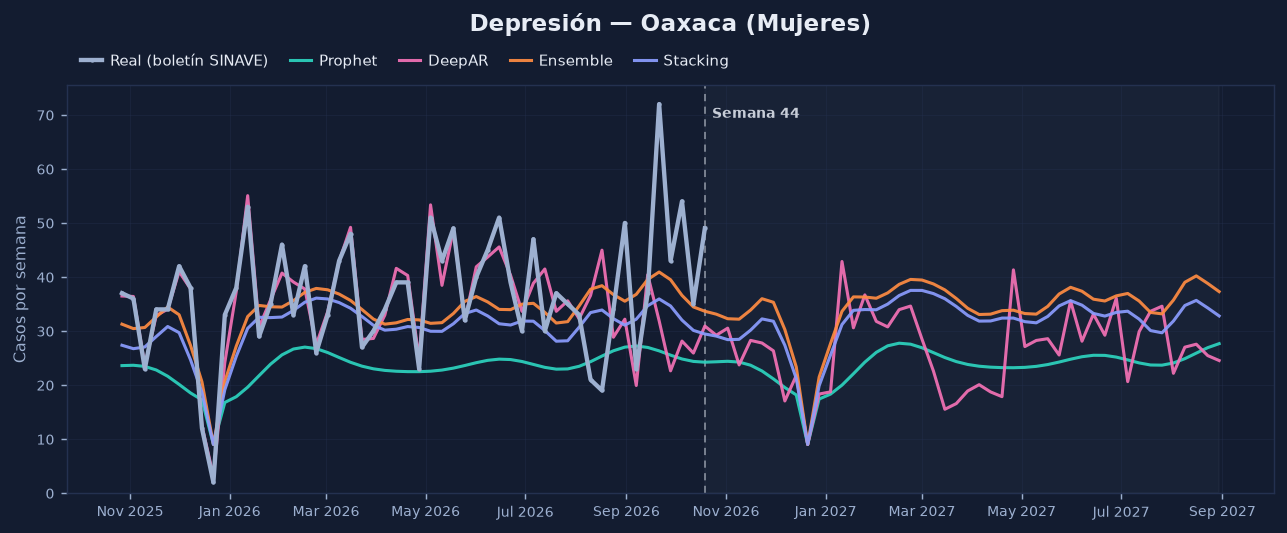 Depresión — Oaxaca (Mujeres)
Real (boletín SINAVE) Prophet DeepAR Ensemble Stacking
Semana 44
Casos por semana
70
60
50
40
30
20
10
0
Nov 2025 Jan 2026 Mar 2026 May 2026 Jul 2026 Sep 2026 Nov 2026 Jan 2027 Mar 2027 May 2027 Jul 2027 Sep 2027